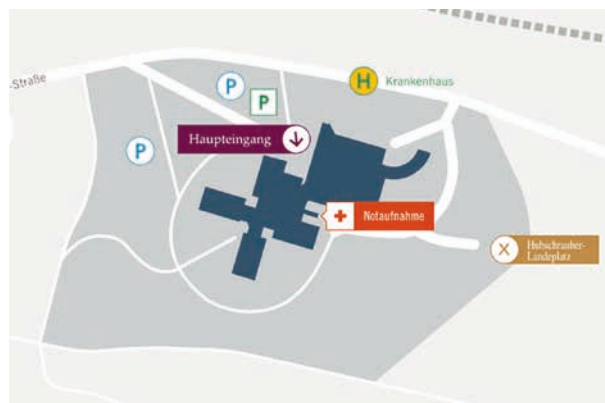 -Straße
P
H Krankenhaus
P
P
Haupteingang
Notaufnahme
Hubschrauber-
Landeplatz